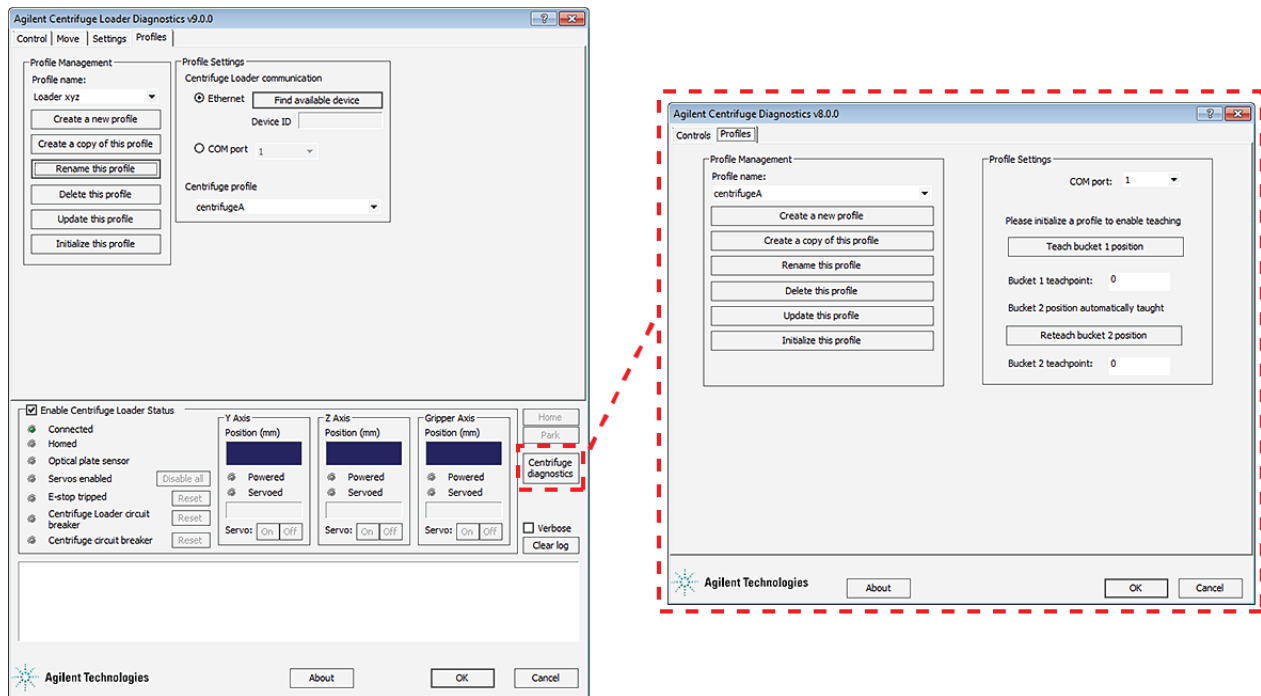 Agilent Centrifuge Loader Diagnostics v9.0.0
Control Move Settings Profiles
Profile Management
Profile name:
Loader xyz
Create a new profile
Create a copy of this profile
Rename this profile
Delete this profile
Update this profile
Initialize this profile
Profile Settings
Centrifuge Loader communication
Ethernet Find available device
Device ID
COM port 1
Centrifuge profile
centrifugeA
Enable Centrifuge Loader Status
Connected
Homed
Optical plate sensor
Servos enabled Disable all
E-stop tripped Reset
Centrifuge Loader circuit
breaker Reset
Centrifuge circuit breaker Reset
Y Axis
Position (mm)
Powered
Servoed
Servo: On Off
Z Axis
Position (mm)
Powered
Servoed
Servo: On Off
Gripper Axis
Position (mm)
Powered
Servoed
Servo: On Off
Home
Park
Centrifuge
diagnostics
Verbose
Clear log
Agilent Technologies About OK Cancel
Agilent Centrifuge Diagnostics v8.0.0
Controls Profiles
Profile Management
Profile name:
centrifugeA
Create a new profile
Create a copy of this profile
Rename this profile
Delete this profile
Update this profile
Initialize this profile
Profile Settings
COM port: 1
Please initialize a profile to enable teaching
Teach bucket 1 position
Bucket 1 teachpoint: 0
Bucket 2 position automatically taught
Reteach bucket 2 position
Bucket 2 teachpoint: 0
Agilent Technologies About OK Cancel